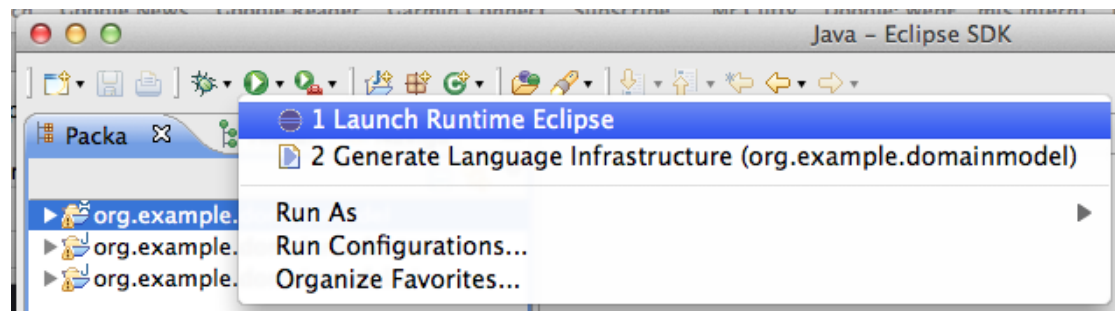 Java – Eclipse SDK
1 Launch Runtime Eclipse
Packa
2 Generate Language Infrastructure (org.example.domainmodel)
org.example.
Run As
org.example.
Run Configurations...
org.example.
Organize Favorites...